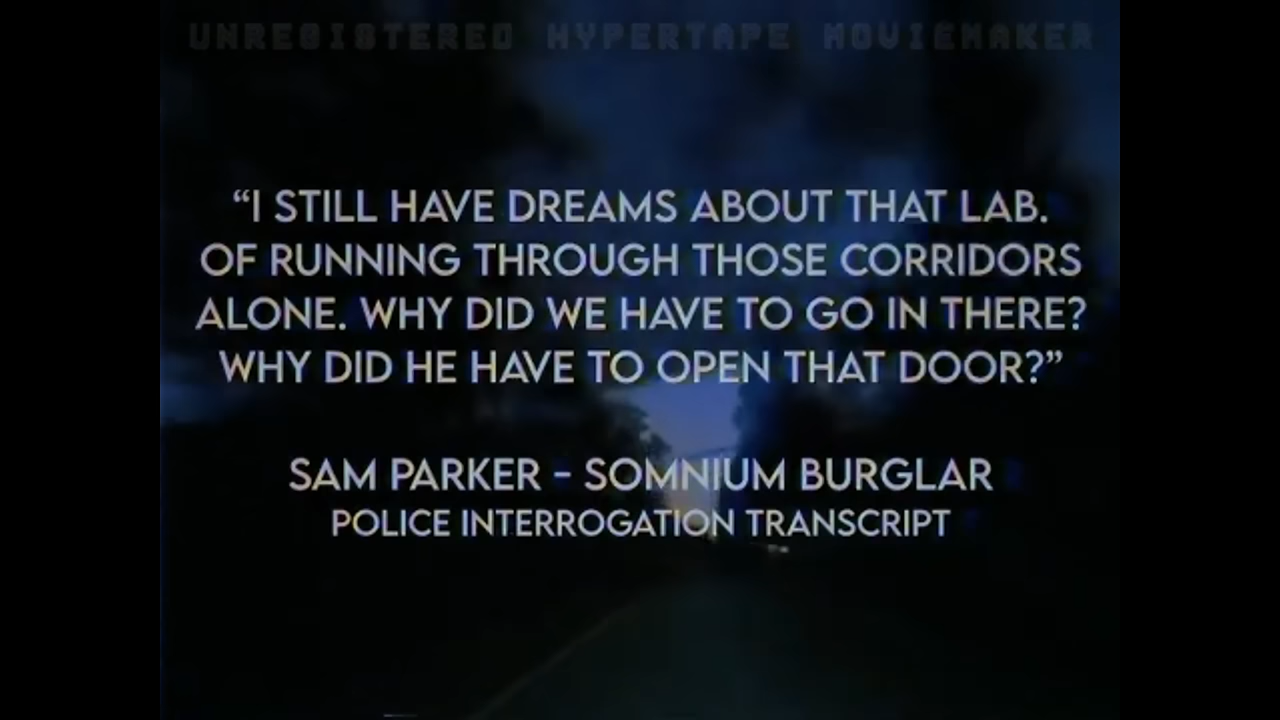 UNREGISTERED HYPERTAPE MOVIEMAKER
“I STILL HAVE DREAMS ABOUT THAT LAB.
OF RUNNING THROUGH THOSE CORRIDORS
ALONE. WHY DID WE HAVE TO GO IN THERE?
WHY DID HE HAVE TO OPEN THAT DOOR?”
SAM PARKER - SOMNIUM BURGLAR
POLICE INTERROGATION TRANSCRIPT